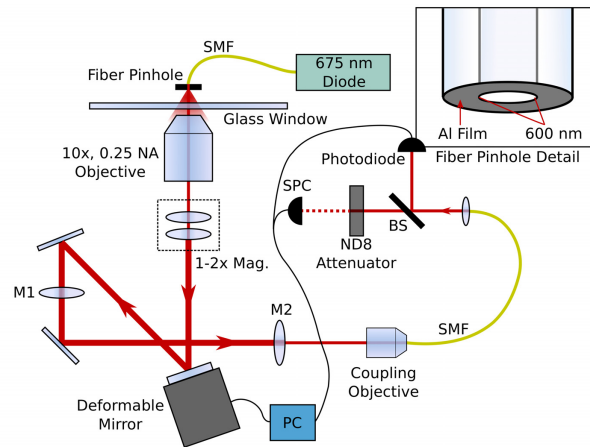 SMF
675 nm
Diode
Fiber Pinhole
Glass Window
10x, 0.25 NA
Objective
1-2x Mag.
Al Film
600 nm
Fiber Pinhole Detail
Photodiode
SPC
BS
ND8
Attenuator
M1
M2
SMF
Coupling
Objective
Deformable
Mirror
PC